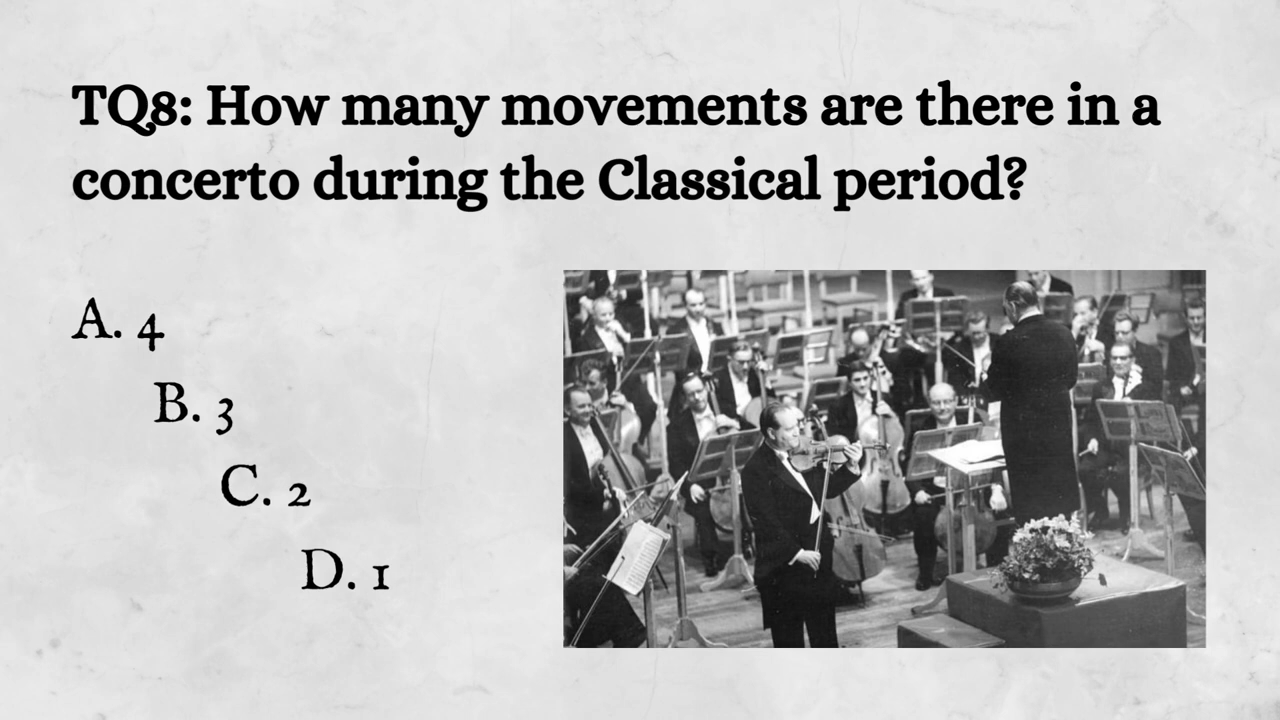 TQ8: How many movements are there in a
concerto during the Classical period?
A. 4
B. 3
C. 2
D. 1